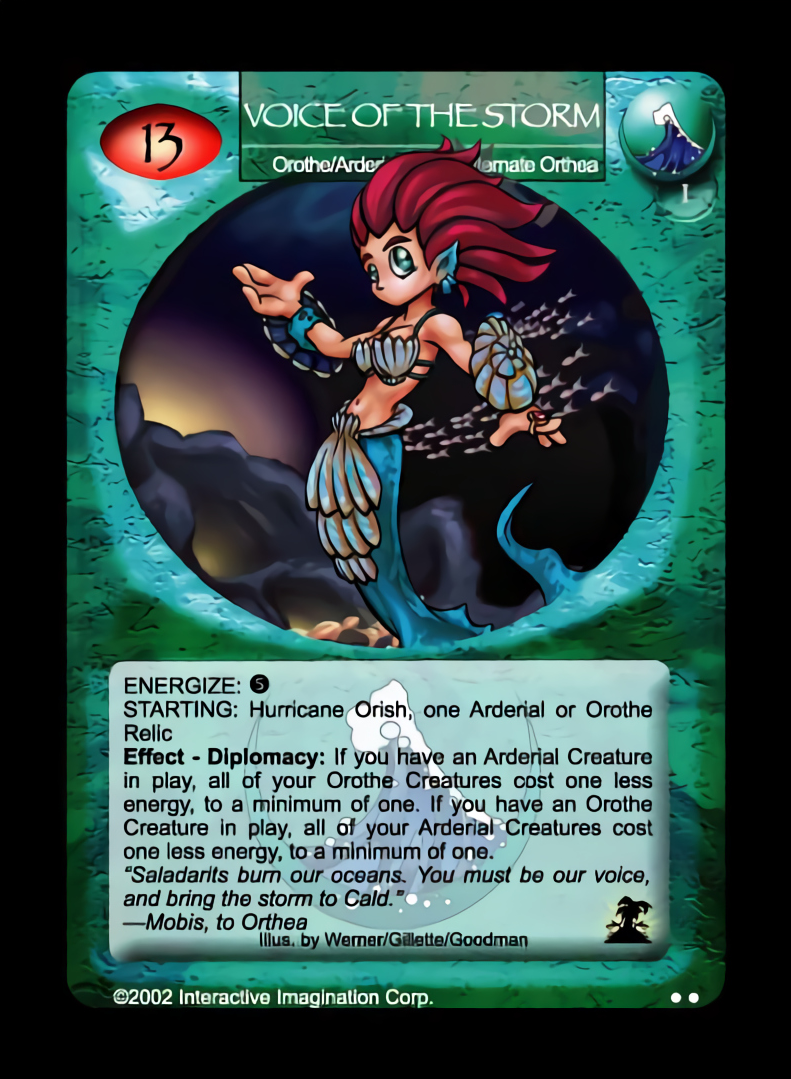 13
VOICE OF THE STORM
Orothe/Arderi ernate Orthea
1
ENERGIZE: 5
STARTING: Hurricane Orish, one Arderial or Orothe
Relic
Effect - Diplomacy: If you have an Arderial Creature
in play, all of your Orothe Creatures cost one less
energy, to a minimum of one. If you have an Orothe
Creature in play, all of your Arderial Creatures cost
one less energy, to a minimum of one.
"Saladarits burn our oceans. You must be our voice,
and bring the storm to Cald."
—Mobis, to Orthea
Illus. by Werner/Gillette/Goodman
©2002 Interactive Imagination Corp.